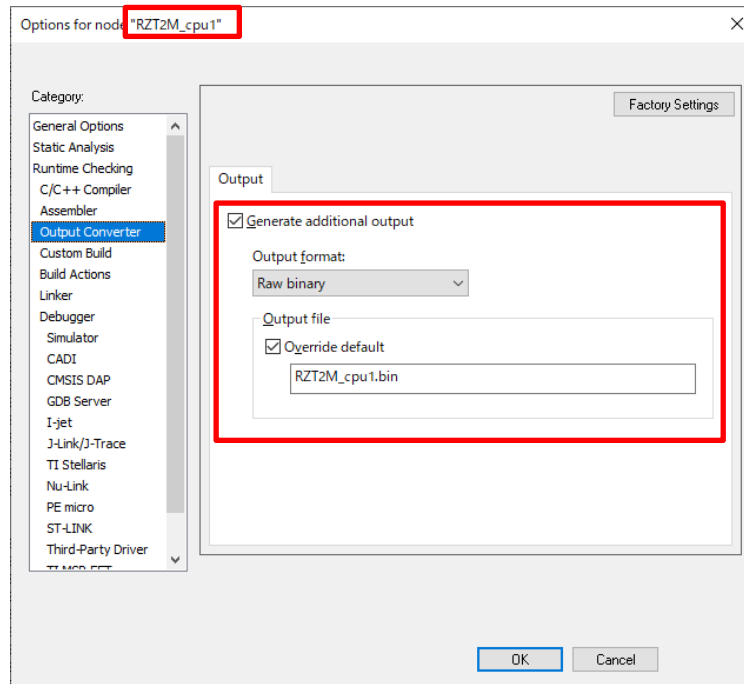 Options for node "RZT2M_cpu1"
Category:
General Options
Static Analysis
Runtime Checking
C/C++ Compiler
Assembler
Output Converter
Custom Build
Build Actions
Linker
Debugger
Simulator
CADI
CMSIS DAP
GDB Server
I-jet
J-Link/J-Trace
TI Stellaris
Nu-Link
PE micro
ST-LINK
Third-Party Driver
Factory Settings
Output
Generate additional output
Output format:
Raw binary
Output file
Override default
RZT2M_cpu1.bin
OK
Cancel